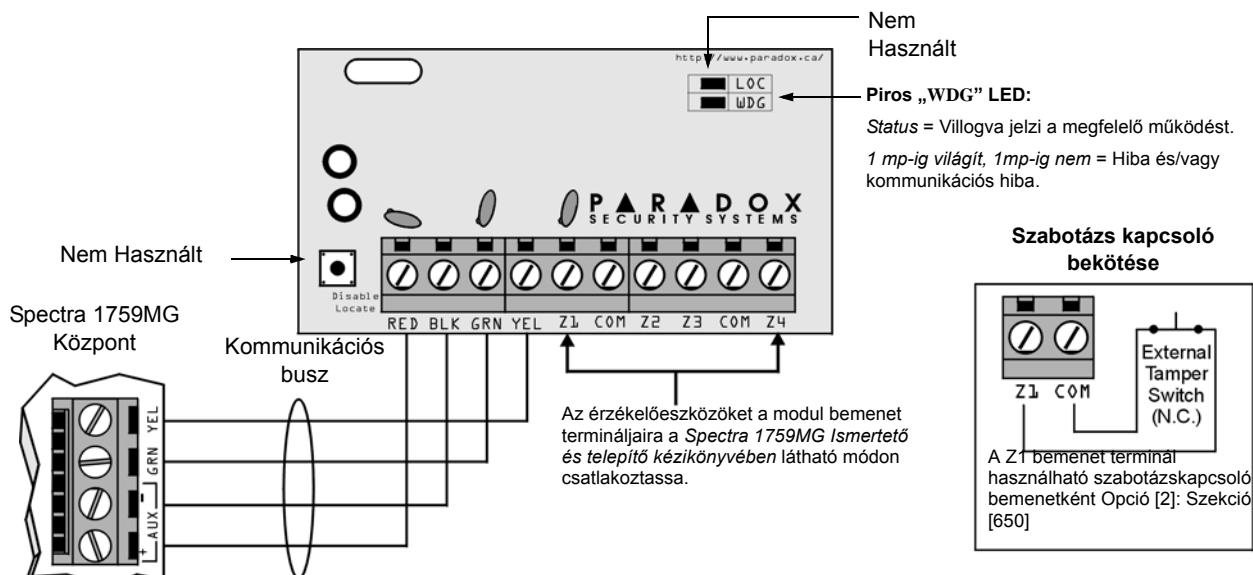 Nem
Használt
http://www.paradox.ca/
LOC
WDG
Piros „WDG” LED:
Status = Villogva jelzi a megfelelő működést.
1 mp-ig világít, 1mp-ig nem = Hiba és/vagy
kommunikációs hiba.
PARADOX
SECURITY SYSTEMS
Nem Használt
Disable
Locate
RED BLK GRN YEL Z1 COM Z2 Z3 COM Z4
Spectra 1759MG
Központ
Kommunikációs
busz
YEL
GRN
-
AUX
+
Az érzékelőeszközöket a modul bemenet
termináljaira a Spectra 1759MG Ismertető
és telepítő kézikönyvében látható módon
csatlakoztassa.
Szabotázs kapcsoló
bekötése
Z1 COM
External
Tamper
Switch
(N.C.)
A Z1 bemenet terminál
használható szabotázskapcsoló
bemenetként Opció [2]: Szekció
[650]